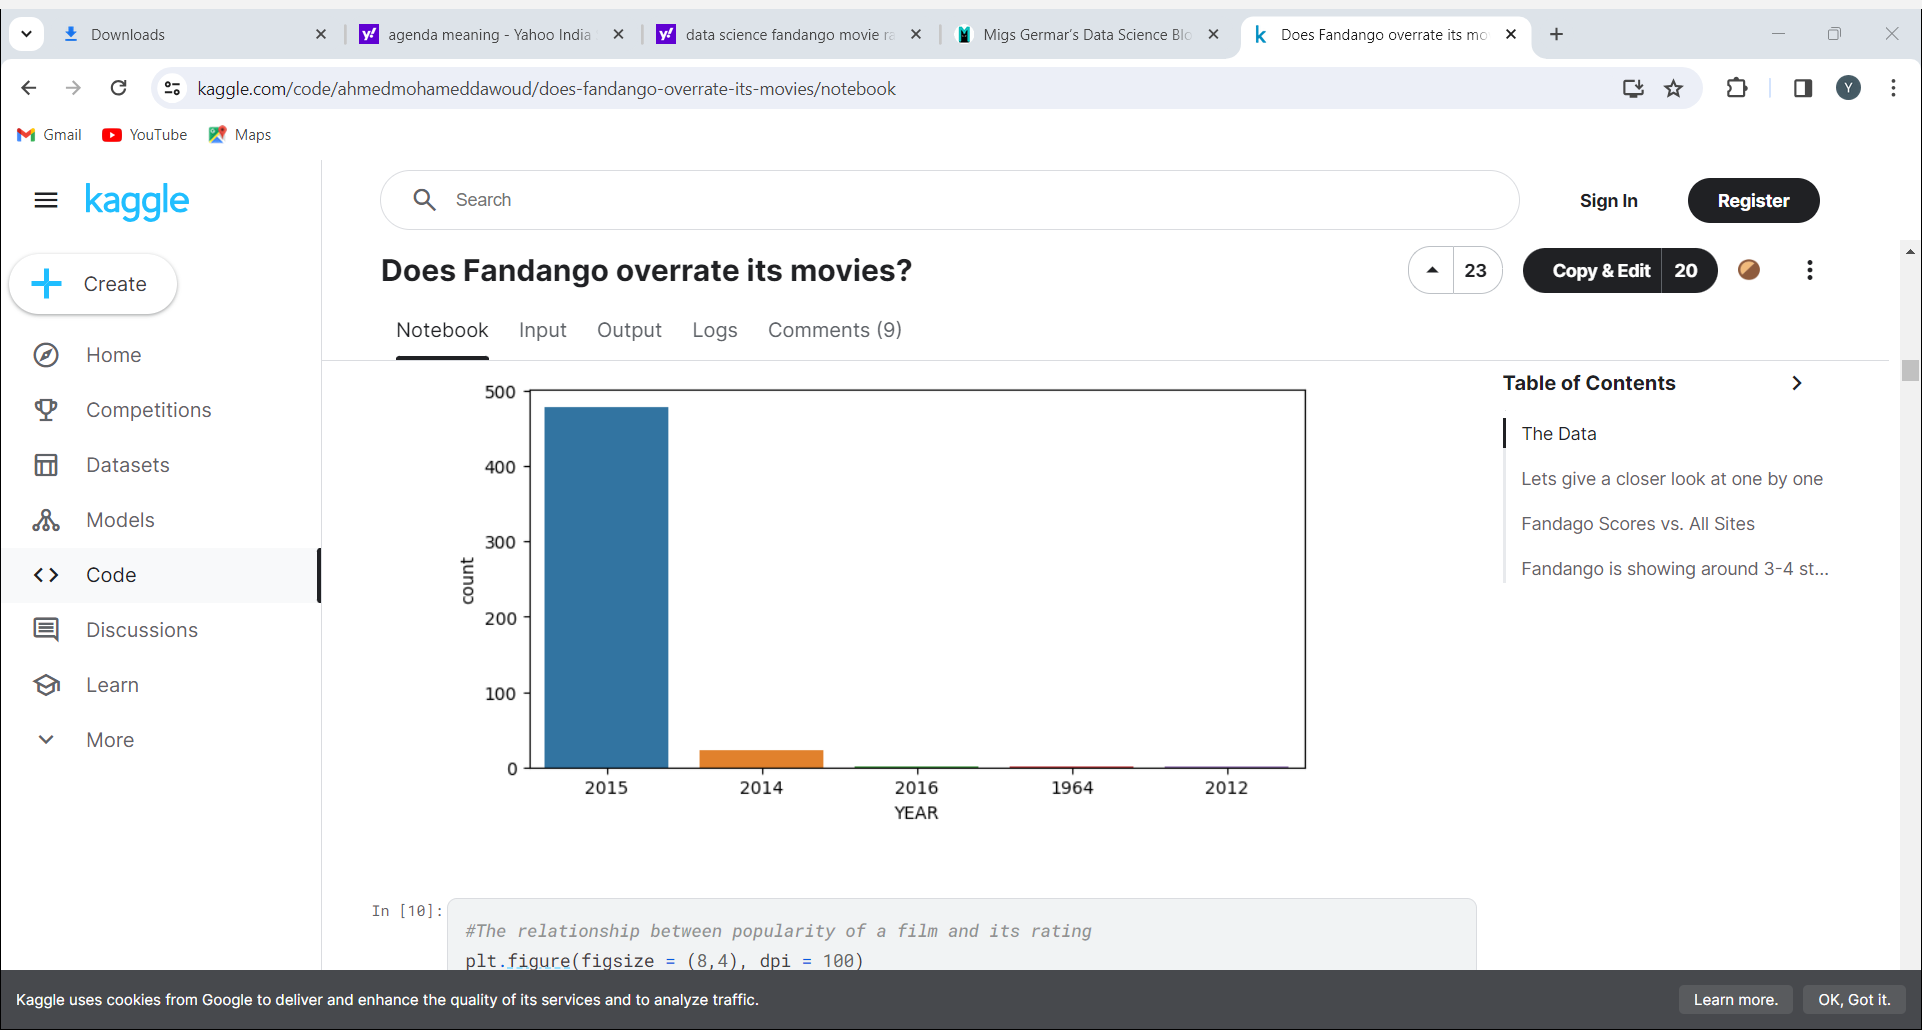 Downloads
agenda meaning - Yahoo India
data science fandango movie ra
Migs Germar's Data Science Blo
Does Fandango overrate its mo
kaggle.com/code/ahmedmohameddawoud/does-fandango-overrate-its-movies/notebook
Y
Gmail
YouTube
Maps
kaggle
Search
Sign In
Register
Create
Home
Competitions
Datasets
Models
Code
Discussions
Learn
More
Does Fandango overrate its movies?
23
Copy & Edit
20
Notebook
Input
Output
Logs
Comments (9)
500
400
300
200
100
0
count
2015
2014
2016
1964
2012
YEAR
Table of Contents
The Data
Lets give a closer look at one by one
Fandago Scores vs. All Sites
Fandango is showing around 3-4 st...
In [10]:
#The relationship between popularity of a film and its rating
plt.figure(figsize = (8,4), dpi = 100)
Kaggle uses cookies from Google to deliver and enhance the quality of its services and to analyze traffic.
Learn more.
OK, Got it.